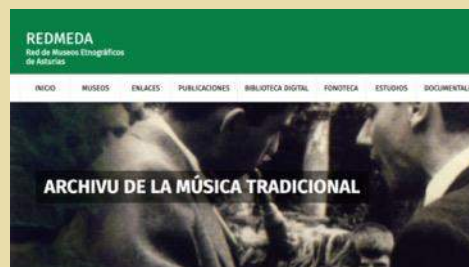 REDMEDA
Red de Museos Etnográficos
de Asturias
INICIO MUSEOS ENLACES PUBLICACIONES BIBLIOTECA DIGITAL FONOTECA ESTUDIOS DOCUMENTAL
ARCHIVU DE LA MÚSICA TRADICIONAL